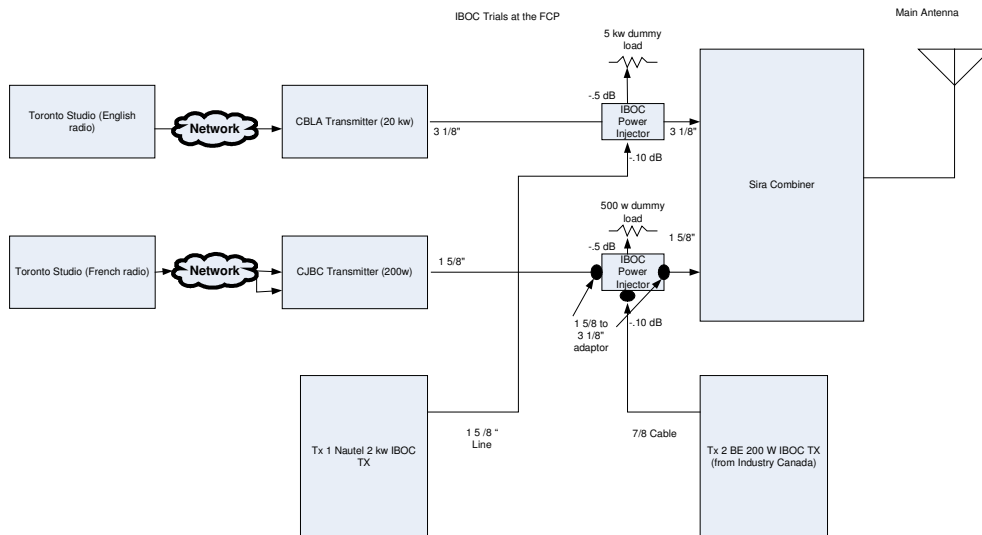 IBOC Trials at the FCP
Main Antenna
5 kw dummy
load
-.5 dB
Toronto Studio (English
radio)
Network
CBLA Transmitter (20 kw)
3 1/8"
IBOC
Power
Injector
3 1/8"
-.10 dB
Sira Combiner
500 w dummy
load
-.5 dB
1 5/8"
Toronto Studio (French radio)
Network
CJBC Transmitter (200w)
1 5/8"
IBOC
Power
Injector
-.10 dB
1 5/8 to
3 1/8"
adaptor
Tx 1 Nautel 2 kw IBOC
TX
1 5 /8 “
Line
7/8 Cable
Tx 2 BE 200 W IBOC TX
(from Industry Canada)